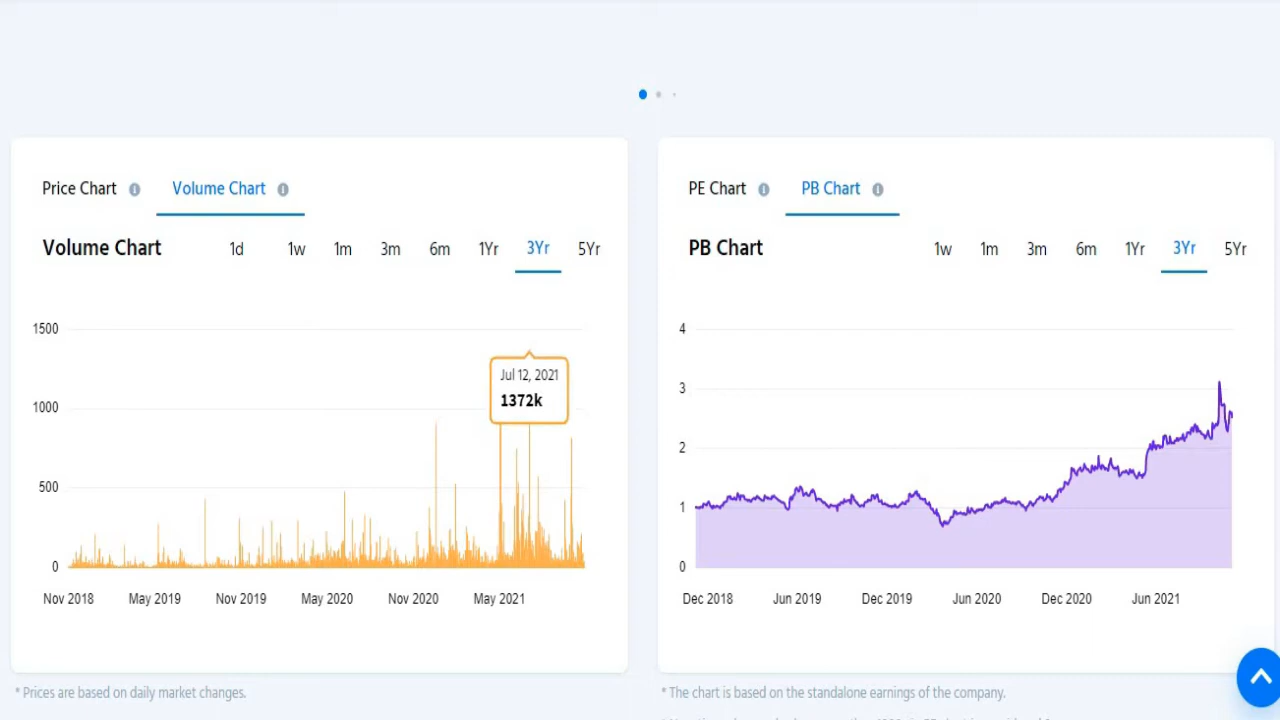 Price Chart Volume Chart
Volume Chart 1d 1w 1m 3m 6m 1Yr 3Yr 5Yr
1500
1000
500
0
Jul 12, 2021
1372k
Nov 2018 May 2019 Nov 2019 May 2020 Nov 2020 May 2021
* Prices are based on daily market changes.
PE Chart PB Chart
PB Chart 1w 1m 3m 6m 1Yr 3Yr 5Yr
4
3
2
1
0
Dec 2018 Jun 2019 Dec 2019 Jun 2020 Dec 2020 Jun 2021
* The chart is based on the standalone earnings of the company.